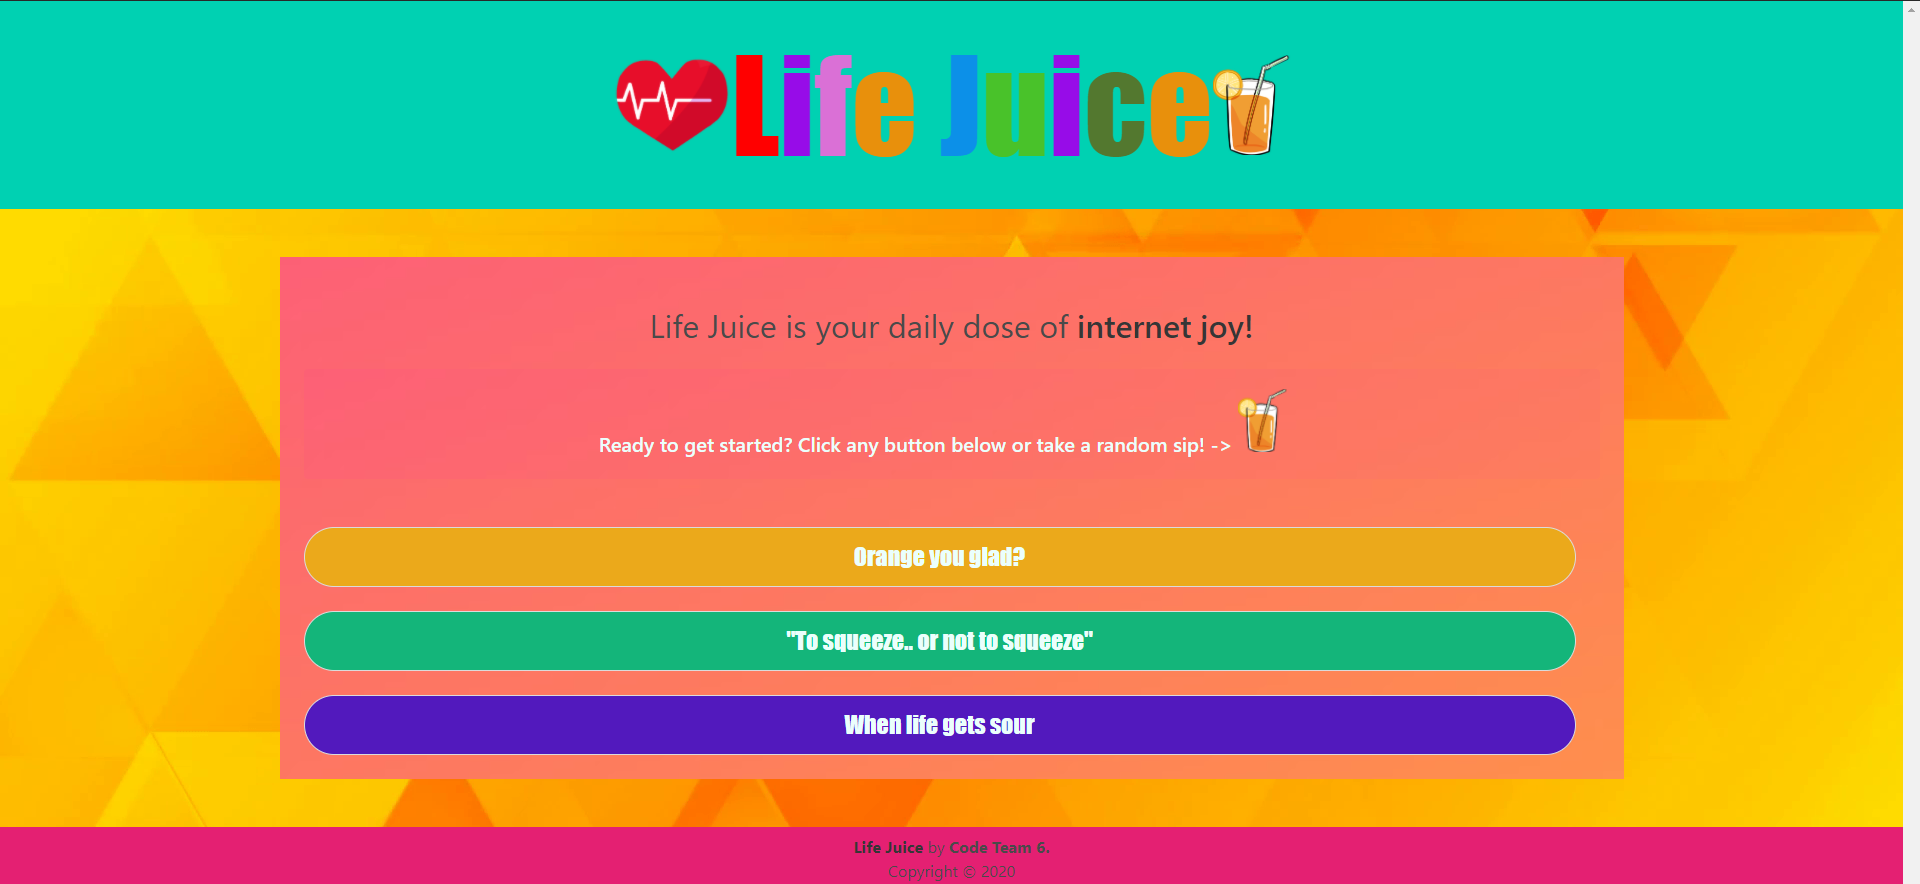 Life Juice
Life Juice is your daily dose of internet joy!
Ready to get started? Click any button below or take a random sip! ->
Orange you glad?
"To squeeze.. or not to squeeze"
When life gets sour
Life Juice by Code Team 6.
Copyright © 2020